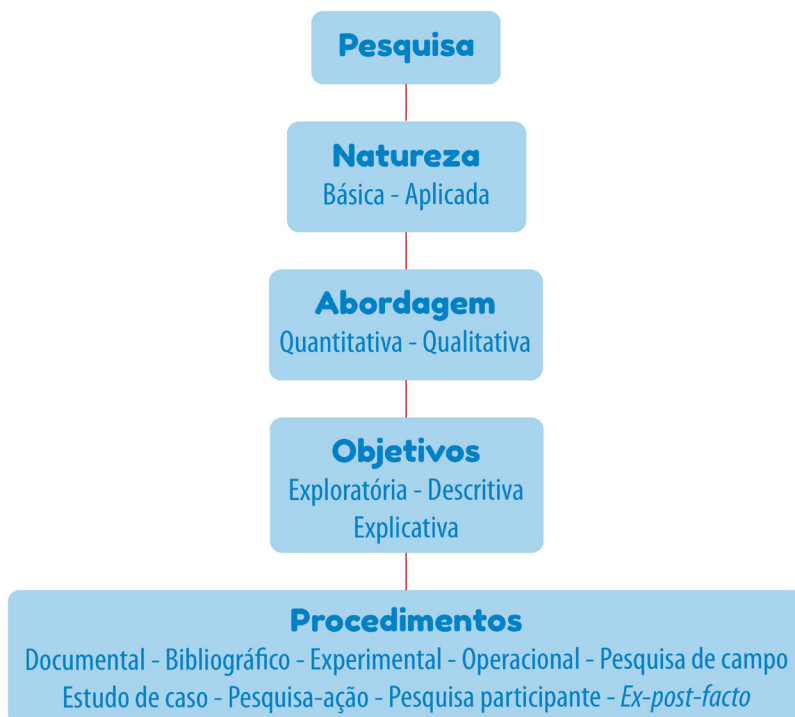 Pesquisa
Natureza
Básica - Aplicada
Abordagem
Quantitativa - Qualitativa
Objetivos
Exploratória - Descritiva
Explicativa
Procedimentos
Documental - Bibliográfico - Experimental - Operacional - Pesquisa de campo
Estudo de caso - Pesquisa-ação - Pesquisa participante - Ex-post-facto